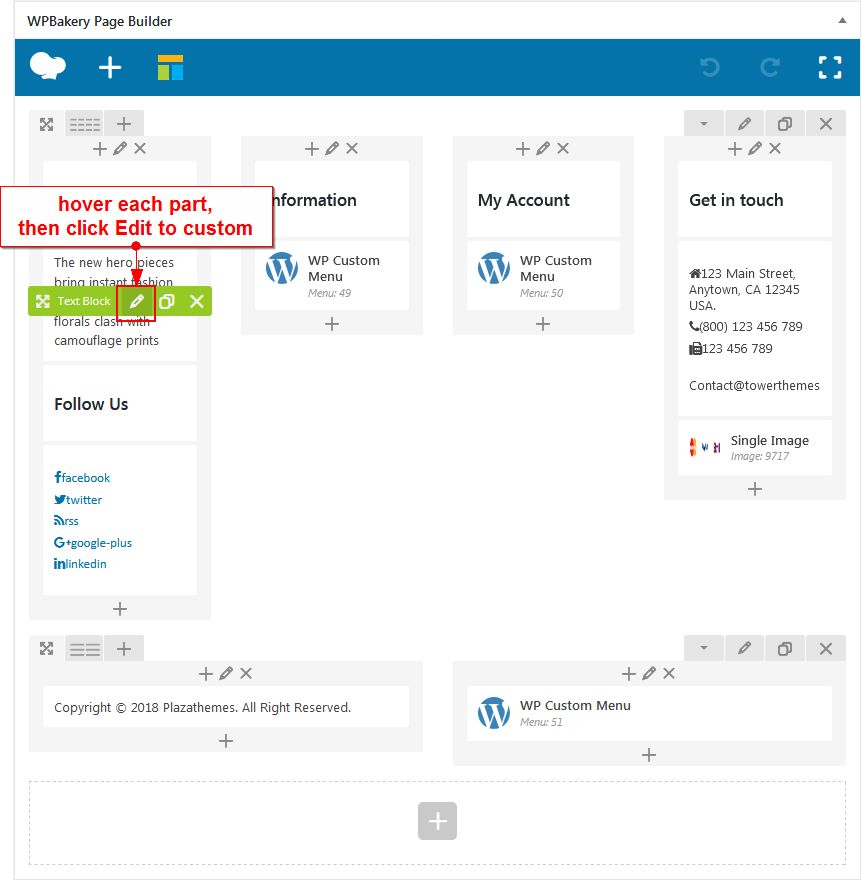 WPBakery Page Builder
hover each part,
then click Edit to custom
The new hero pieces
bring instant fashion
Text Block
florals clash with
camouflage prints
Follow Us
facebook
twitter
rss
G+google-plus
linkedin
Information
WP Custom
Menu
Menu: 49
My Account
WP Custom
Menu
Menu: 50
Get in touch
123 Main Street,
Anytown, CA 12345
USA.
(800) 123 456 789
123 456 789
Contact@towerthemes
Single Image
Image: 9717
Copyright © 2018 Plazathemes. All Right Reserved.
WP Custom Menu
Menu: 51